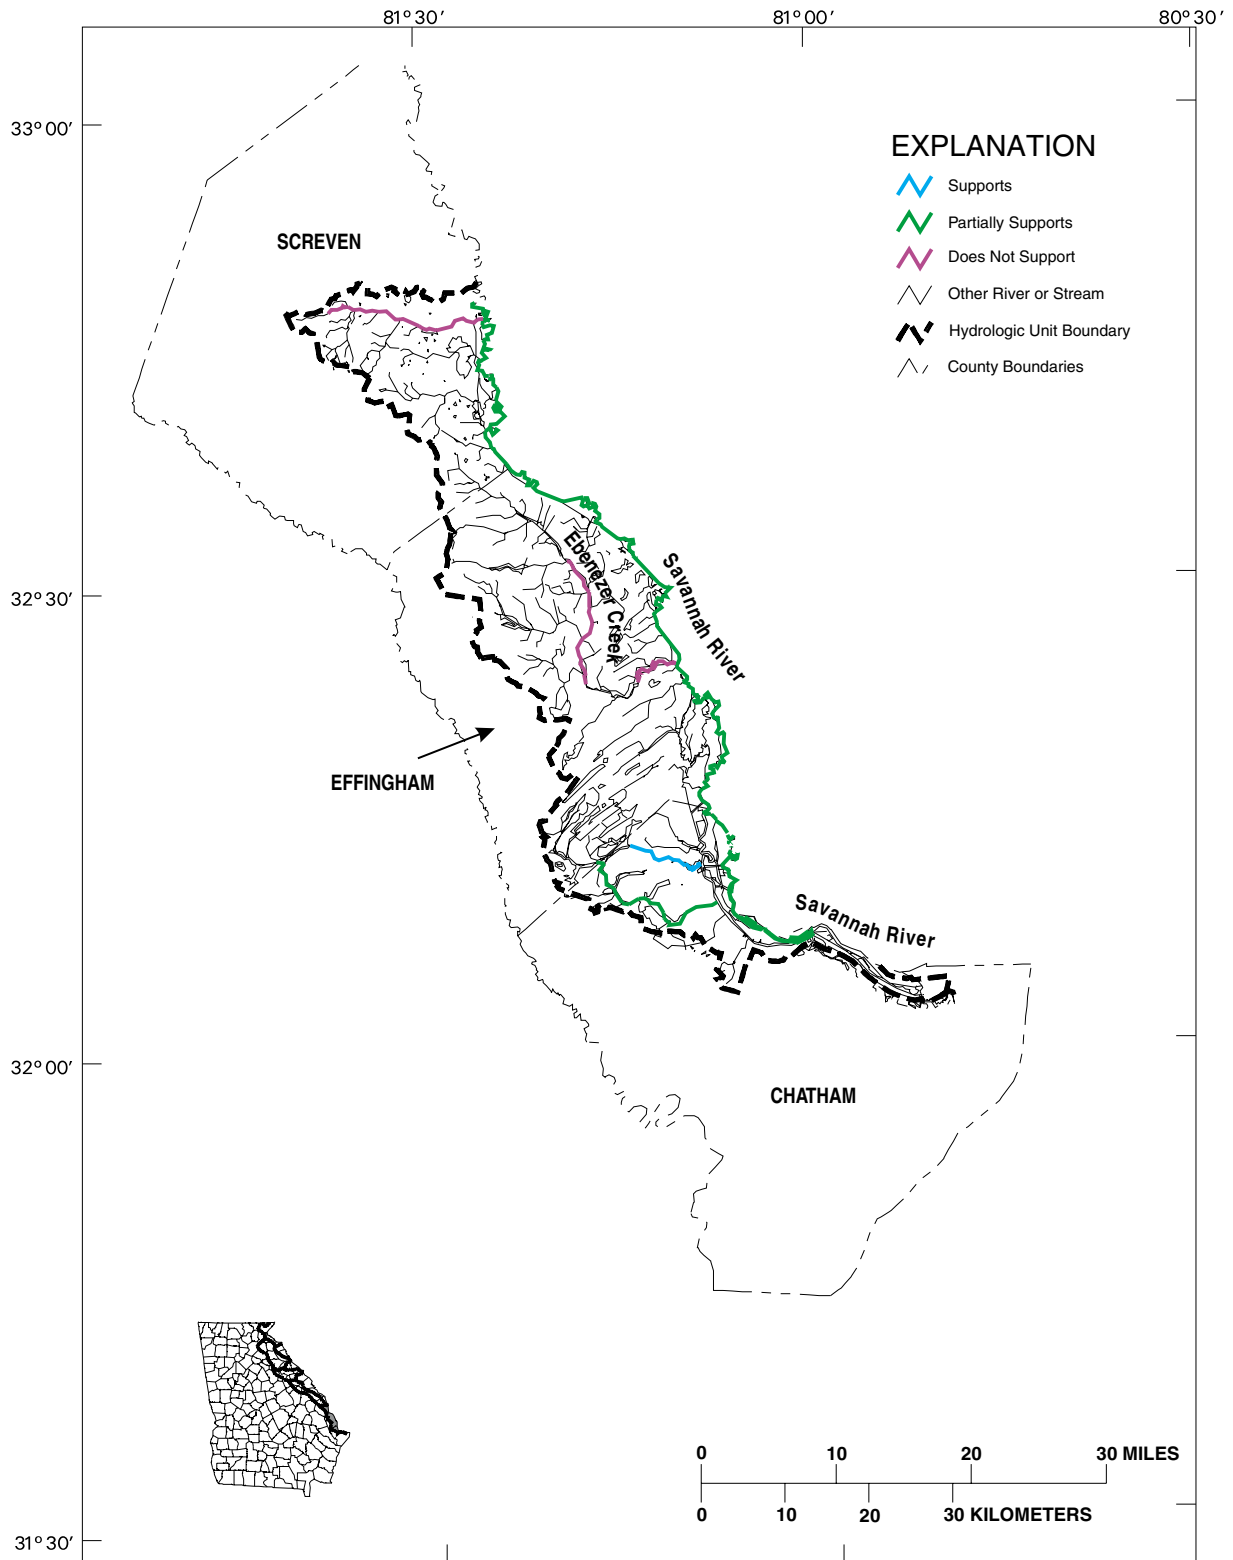 81°30′ 81°00′ 80°30′
33°00′
EXPLANATION
Supports
Partially Supports
Does Not Support
Other River or Stream
Hydrologic Unit Boundary
County Boundaries
SCREVEN
Ebenezer Creek
Savannah River
32°30′
EFFINGHAM
Savannah River
32°00′
CHATHAM
0 10 20 30 MILES
0 10 20 30 KILOMETERS
31°30′